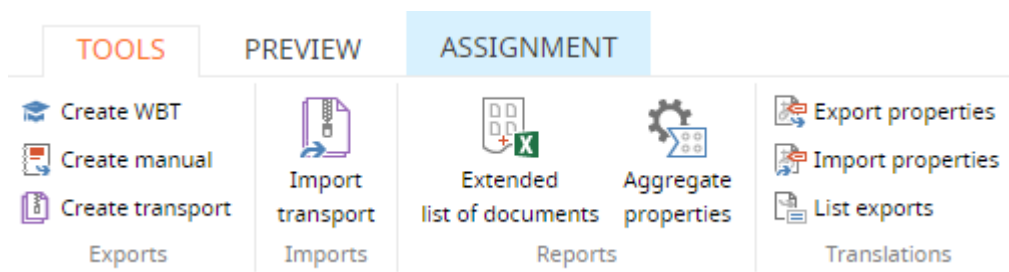 TOOLS PREVIEW ASSIGNMENT
Create WBT
Create manual
Create transport
Exports
Import
transport
Imports
Extended
list of documents
Aggregate
properties
Reports
Export properties
Import properties
List exports
Translations